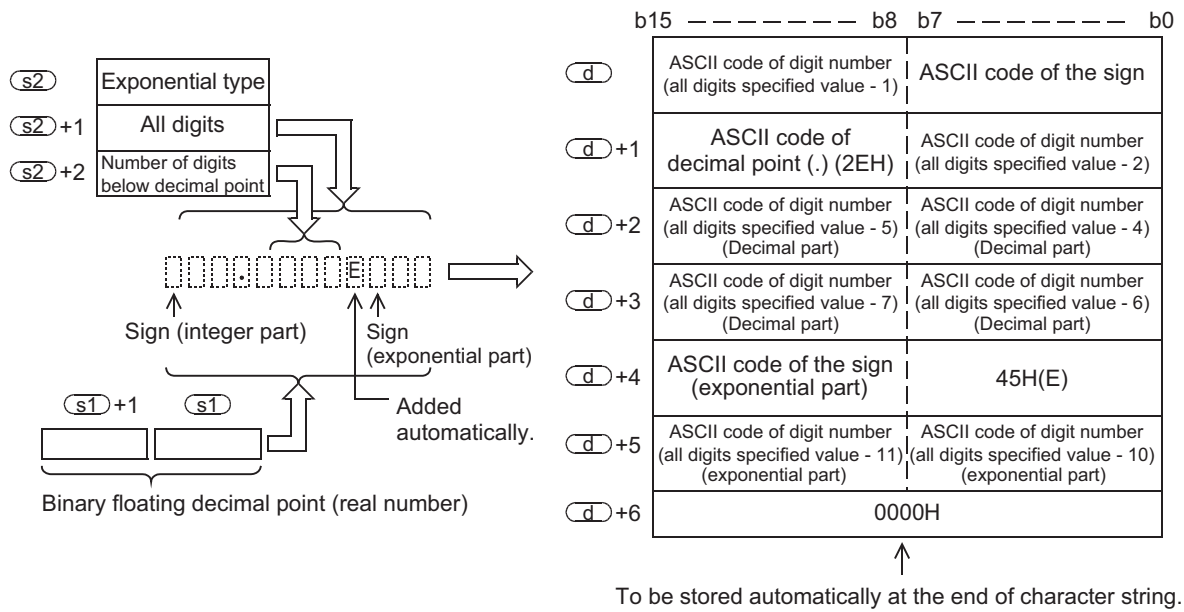 s2 Exponential type
s2 +1 All digits
s2 +2 Number of digits
below decimal point
. E
Sign (integer part)
Sign
(exponential part)
Added
automatically.
s1 +1 s1
Binary floating decimal point (real number)
b15 b8 b7 b0
d
ASCII code of digit number
(all digits specified value - 1)
ASCII code of the sign
d +1
ASCII code of
decimal point (.) (2EH)
ASCII code of digit number
(all digits specified value - 2)
d +2
ASCII code of digit number
(all digits specified value - 5)
(Decimal part)
ASCII code of digit number
(all digits specified value - 4)
(Decimal part)
d +3
ASCII code of digit number
(all digits specified value - 7)
(Decimal part)
ASCII code of digit number
(all digits specified value - 6)
(Decimal part)
d +4
ASCII code of the sign
(exponential part)
45H(E)
d +5
ASCII code of digit number
(all digits specified value - 11)
(exponential part)
ASCII code of digit number
(all digits specified value - 10)
(exponential part)
d +6
0000H
To be stored automatically at the end of character string.